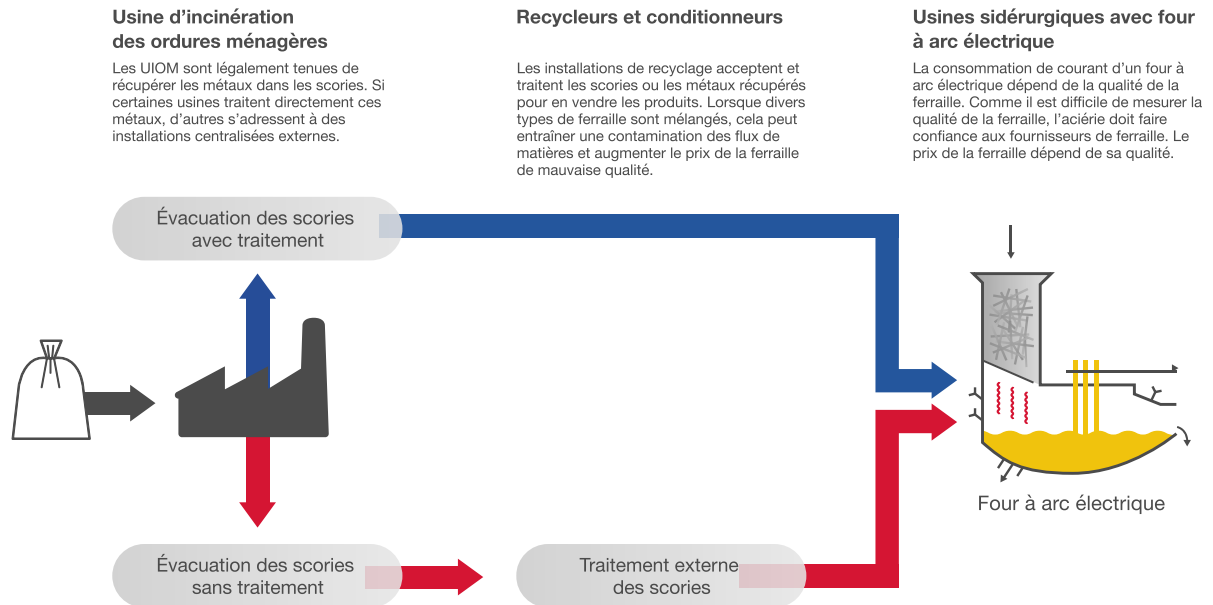 Usine d’incinération
des ordures ménagères
Les UIOM sont légalement tenues de
récupérer les métaux dans les scories. Si
certaines usines traitent directement ces
métaux, d’autres s’adressent à des
installations centralisées externes.
Recycleurs et conditionneurs
Les installations de recyclage acceptent et
traitent les scories ou les métaux récupérés
pour en vendre les produits. Lorsque divers
types de ferraille sont mélangés, cela peut
entraîner une contamination des flux de
matières et augmenter le prix de la ferraille
de mauvaise qualité.
Usines sidérurgiques avec four
à arc électrique
La consommation de courant d’un four à
arc électrique dépend de la qualité de la
ferraille. Comme il est difficile de mesurer la
qualité de la ferraille, l’aciérie doit faire
confiance aux fournisseurs de ferraille. Le
prix de la ferraille dépend de sa qualité.
Évacuation des scories
avec traitement
Four à arc électrique
Évacuation des scories
sans traitement
Traitement externe
des scories